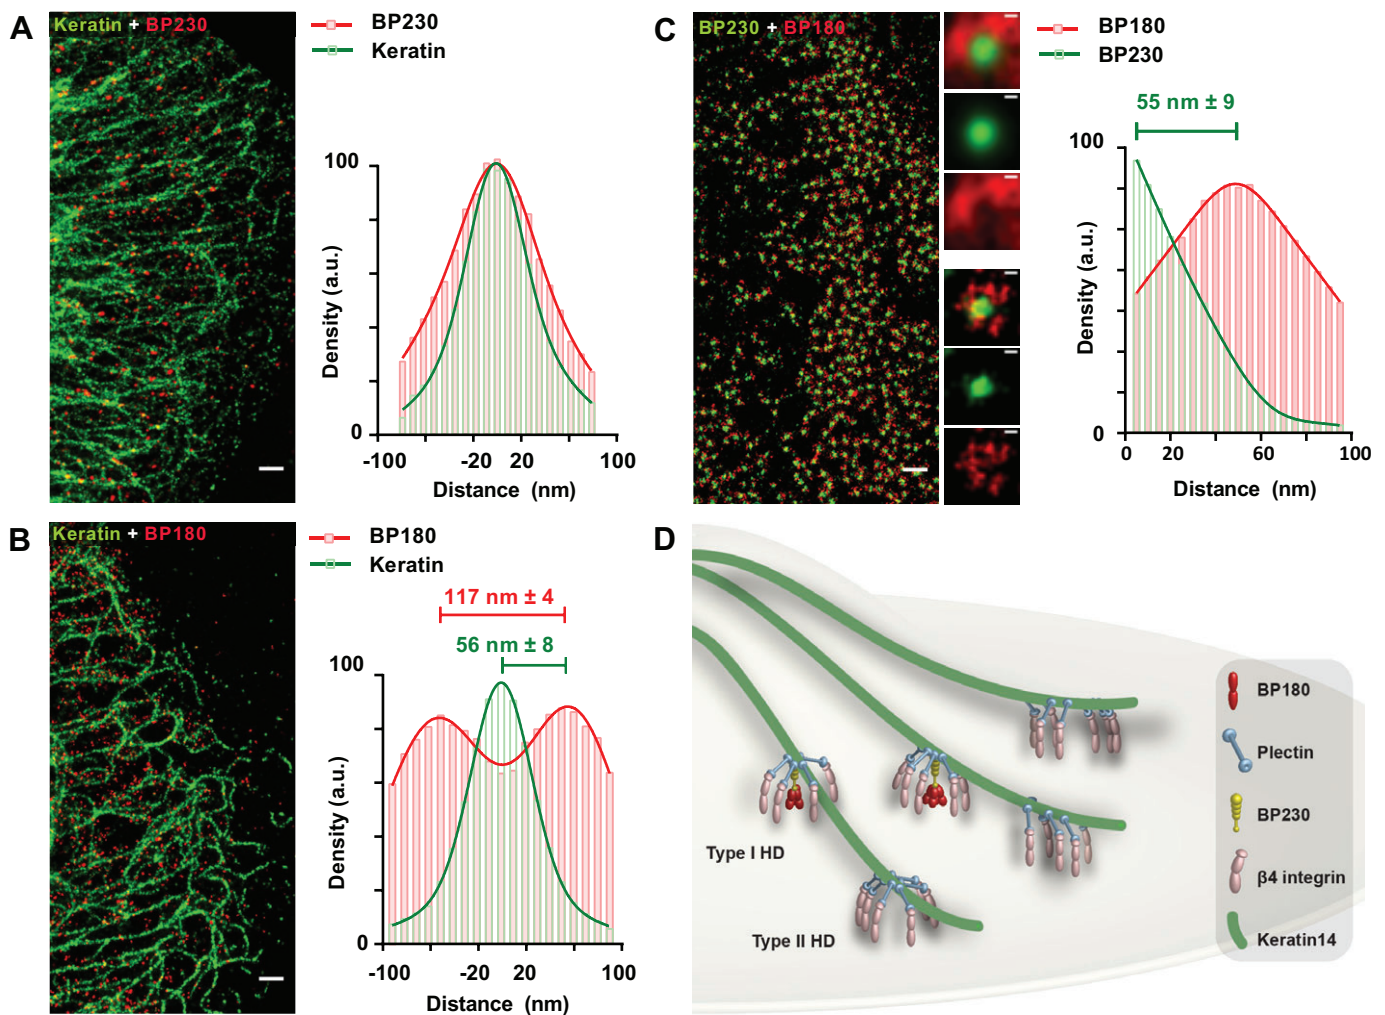 A
Keratin + BP230
BP230
Keratin
100
0
Density (a.u.)
-100 -20 20 100
Distance (nm)
B
Keratin + BP180
BP180
Keratin
117 nm ± 4
56 nm ± 8
100
0
Density (a.u.)
-100 -20 20 100
Distance (nm)
C
BP230 + BP180
BP180
BP230
55 nm ± 9
100
0
Density (a.u.)
0 20 60 100
Distance (nm)
D
Type I HD
Type II HD
BP180
Plectin
BP230
β4 integrin
Keratin14